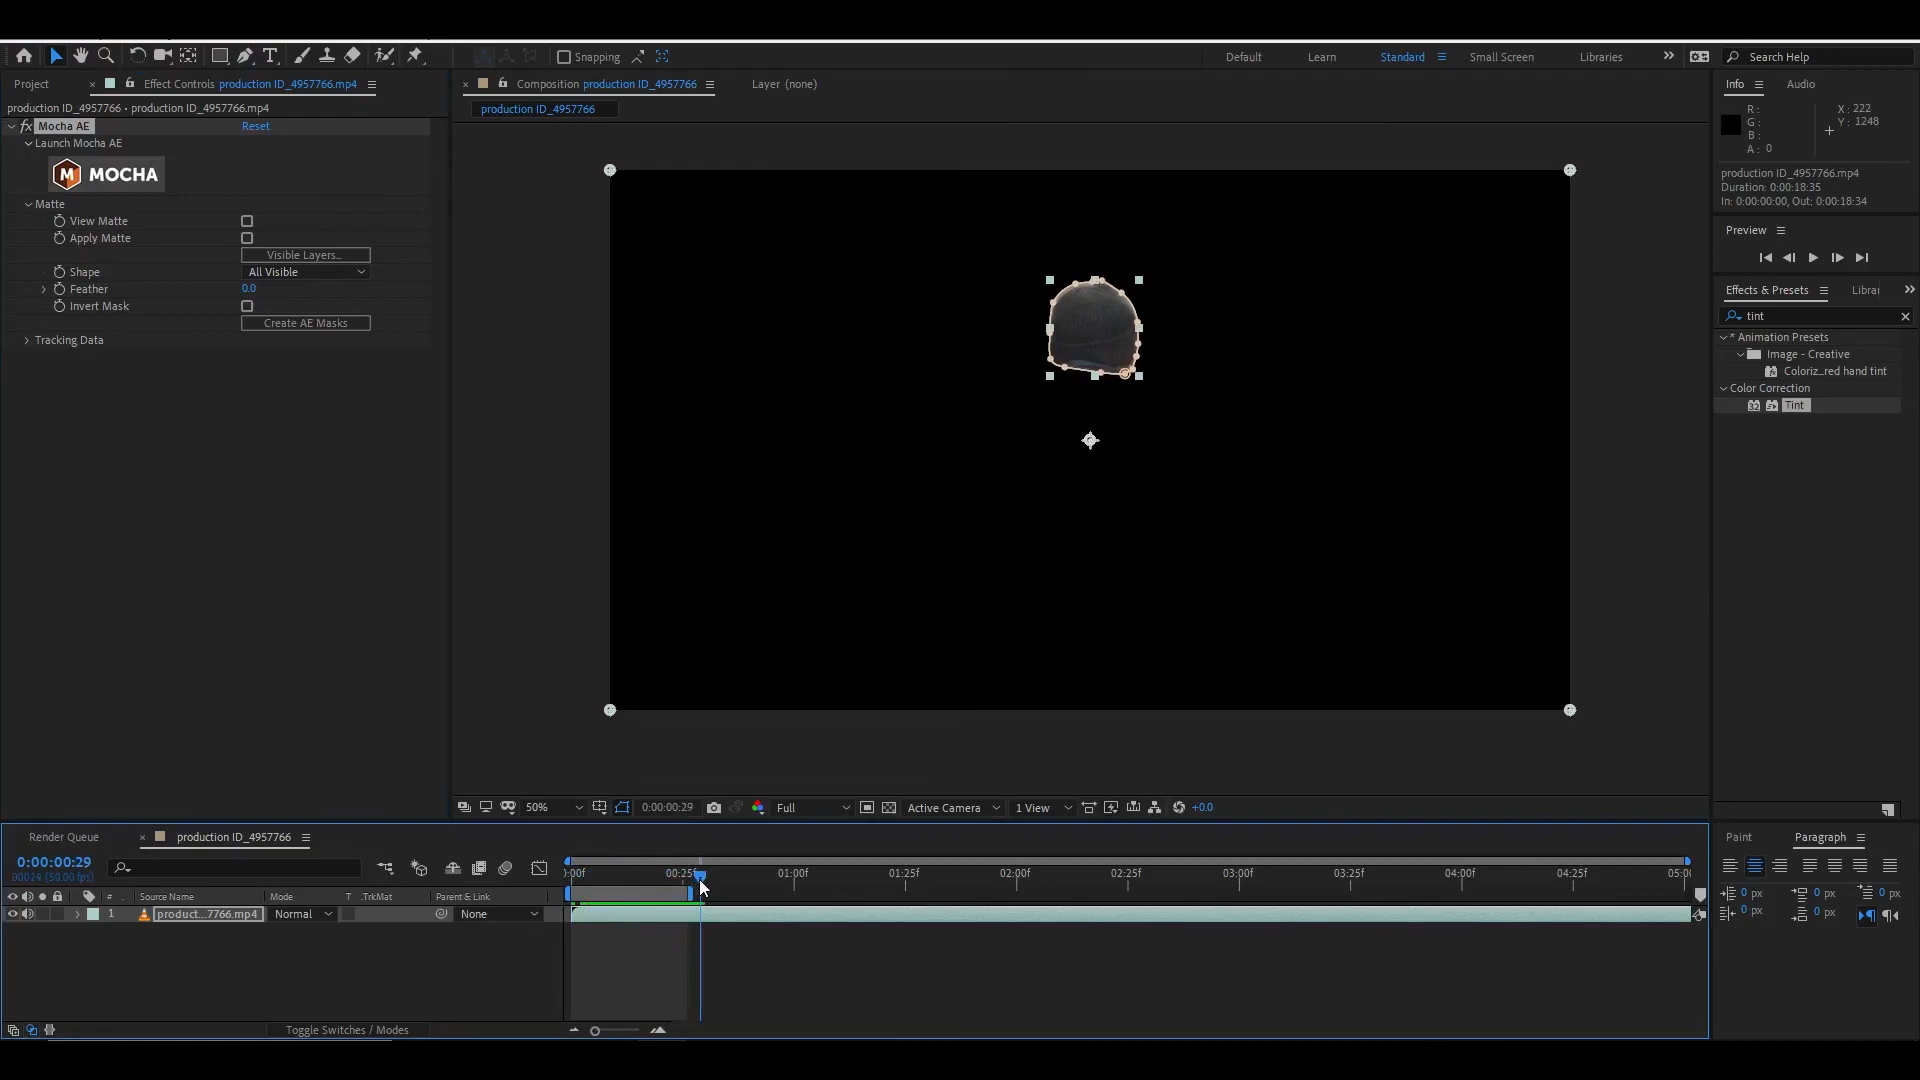 Snapping
Default
Learn
Standard
Small Screen
Libraries
Search Help
Project
Effect Controls production ID_4957766.mp4
Composition production ID_4957766
Layer (none)
Info
Audio
production ID_4957766 • production ID_4957766.mp4
production ID_4957766
R :
G :
B :
A : 0
X : 222
Y : 1248
fx Mocha AE
Reset
Launch Mocha AE
M MOCHA
Matte
View Matte
Apply Matte
Visible Layers...
Shape
All Visible
Feather
0.0
Invert Mask
Create AE Masks
Tracking Data
production ID_4957766.mp4
Duration: 0:00:18:35
In: 0:00:00:00, Out: 0:00:18:34
Preview
Effects & Presets
Librar
tint
* Animation Presets
Image - Creative
Coloriz...red hand tint
Color Correction
32
Tint
50%
0:00:00:29
Full
Active Camera
1 View
+0.0
Render Queue
production ID_4957766
Paint
Paragraph
0:00:00:29
00029 (50.00 fps)
:00f
00:25f
01:00f
01:25f
02:00f
02:25f
03:00f
03:25f
04:00f
04:25f
05:00
#
Source Name
Mode
T
.TrkMat
Parent & Link
1
product...7766.mp4
Normal
None
0 px
0 px
0 px
0 px
0 px
Toggle Switches / Modes